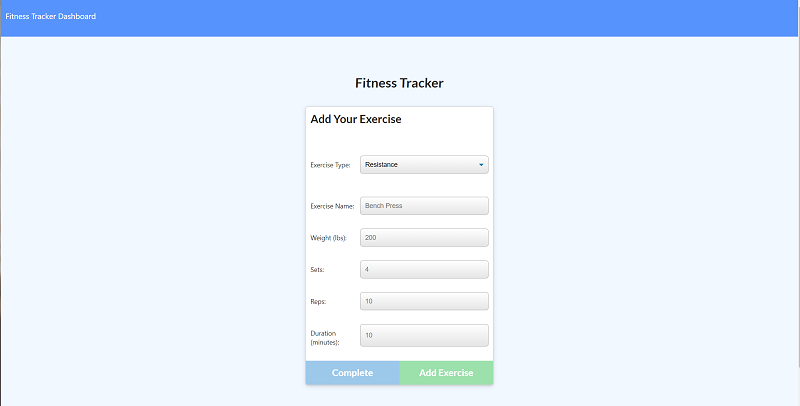 Fitness Tracker Dashboard
Fitness Tracker
Add Your Exercise
Exercise Type: Resistance
Exercise Name: Bench Press
Weight (lbs): 200
Sets: 4
Reps: 10
Duration (minutes): 10
Complete Add Exercise